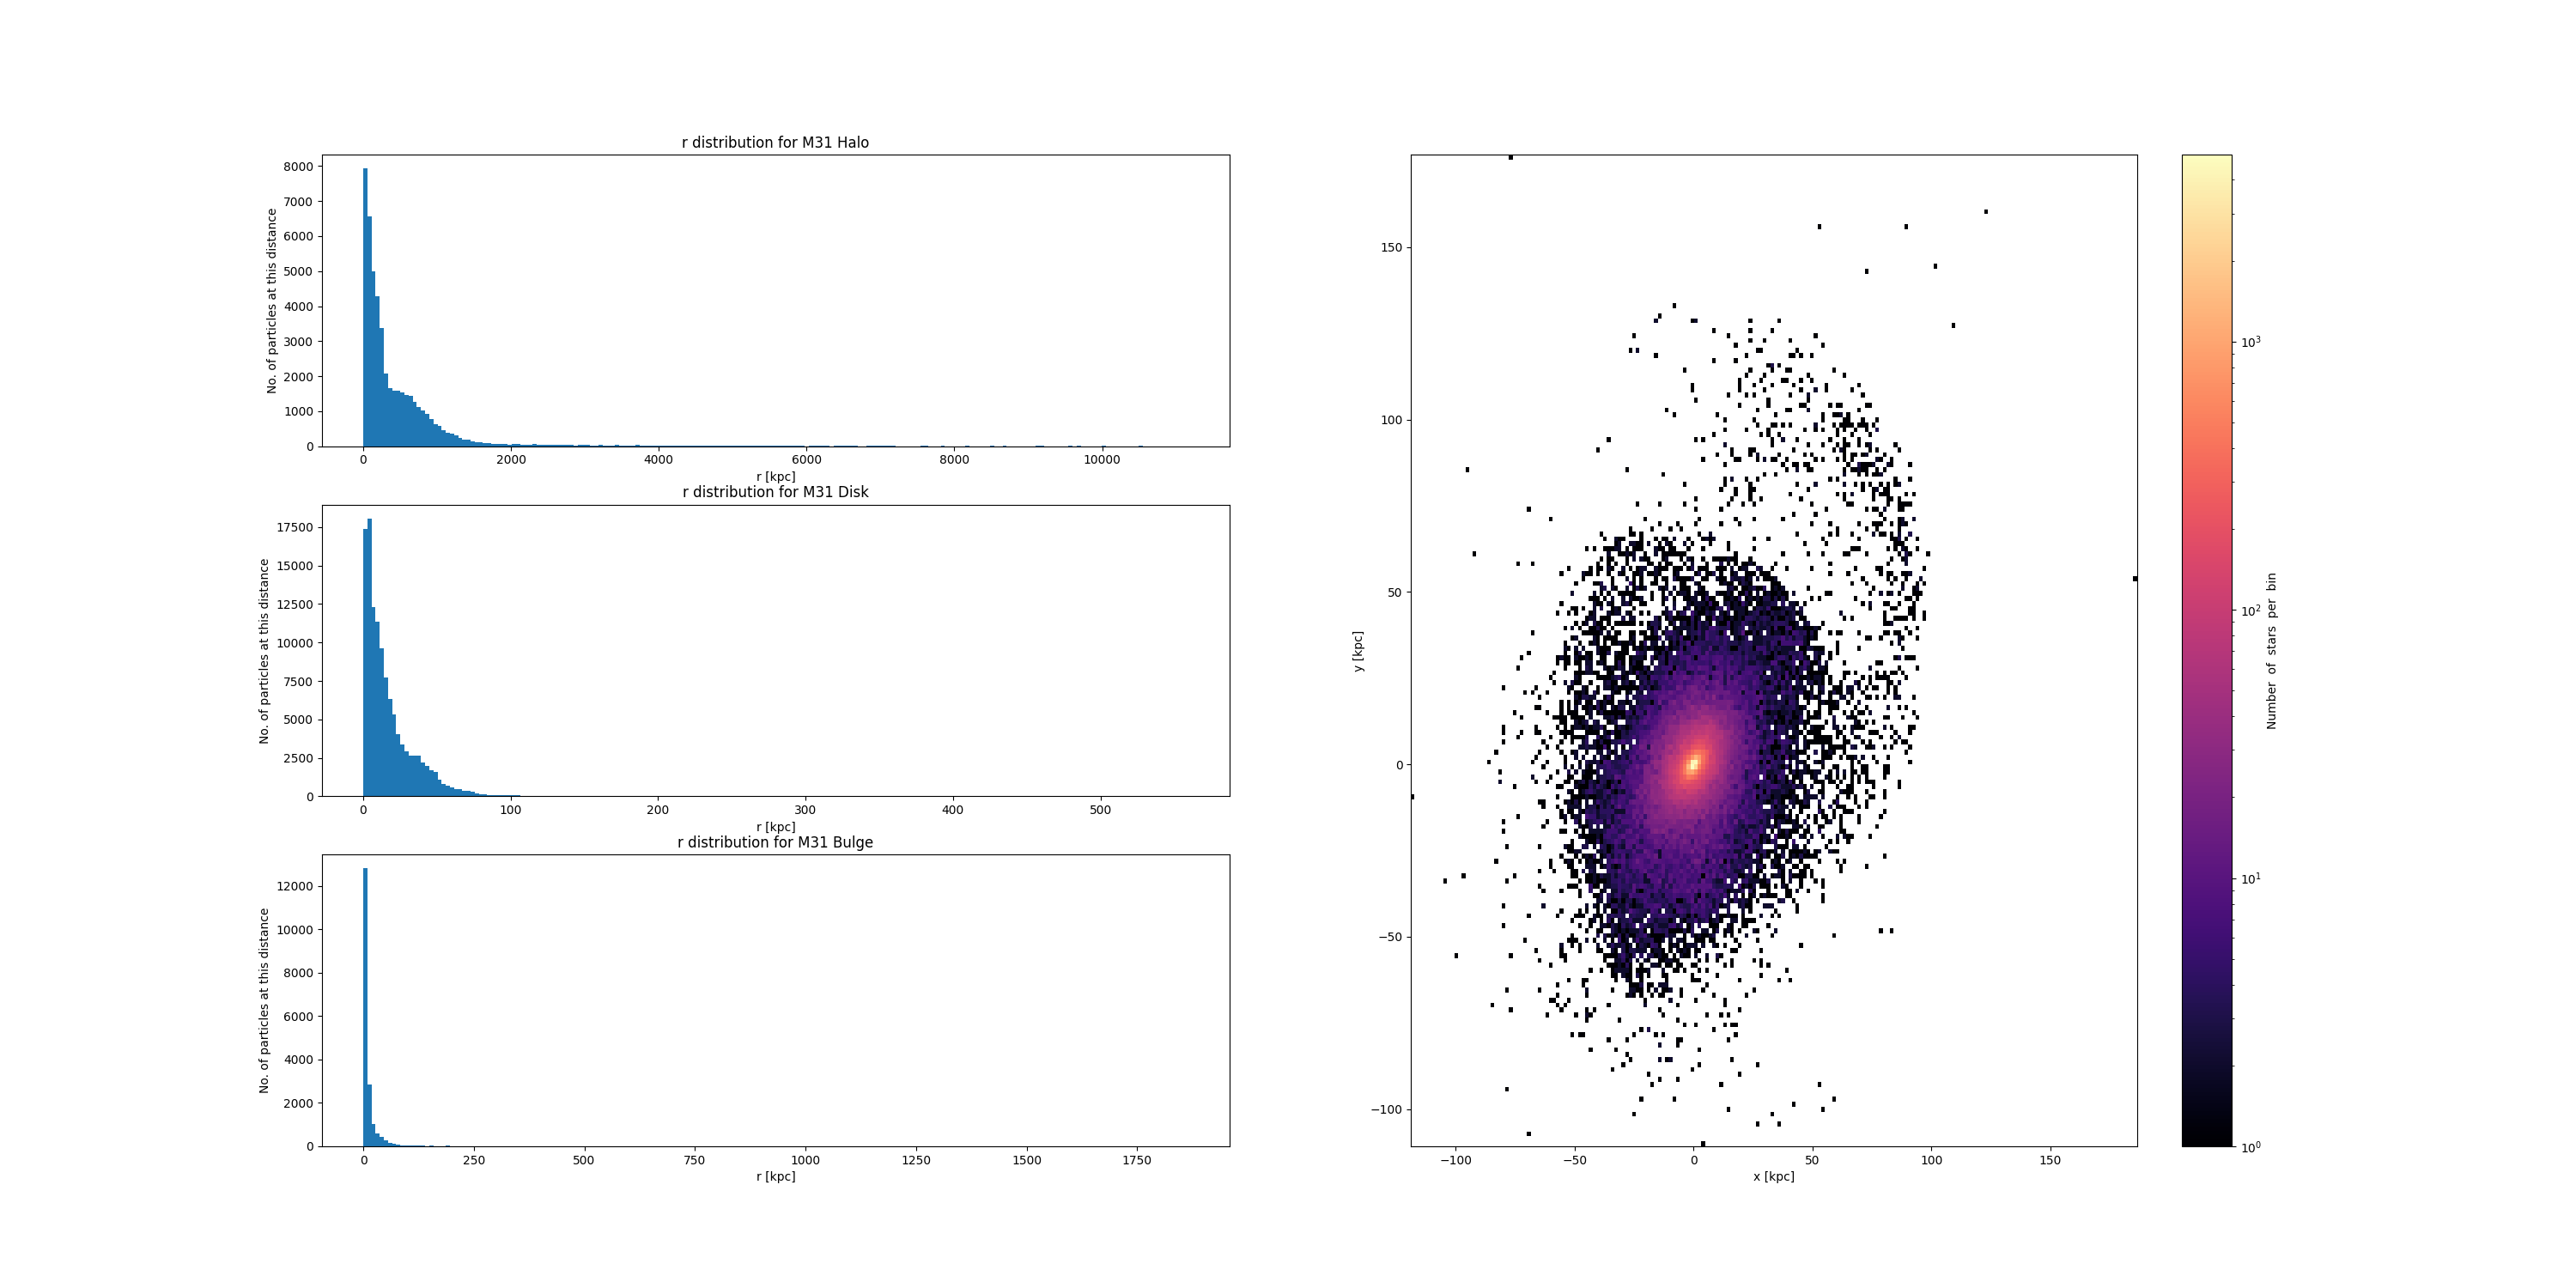 r distribution for M31 Halo
No. of particles at this distance
8000
7000
6000
5000
4000
3000
2000
1000
0
0 2000 4000 6000 8000 10000
r [kpc]
r distribution for M31 Disk
No. of particles at this distance
17500
15000
12500
10000
7500
5000
2500
0
0 100 200 300 400 500
r [kpc]
r distribution for M31 Bulge
No. of particles at this distance
12000
10000
8000
6000
4000
2000
0
0 250 500 750 1000 1250 1500 1750
r [kpc]
y [kpc]
150
100
50
0
−50
−100
−100 −50 0 50 100 150
x [kpc]
10³
10²
10¹
10⁰
Number of stars per bin